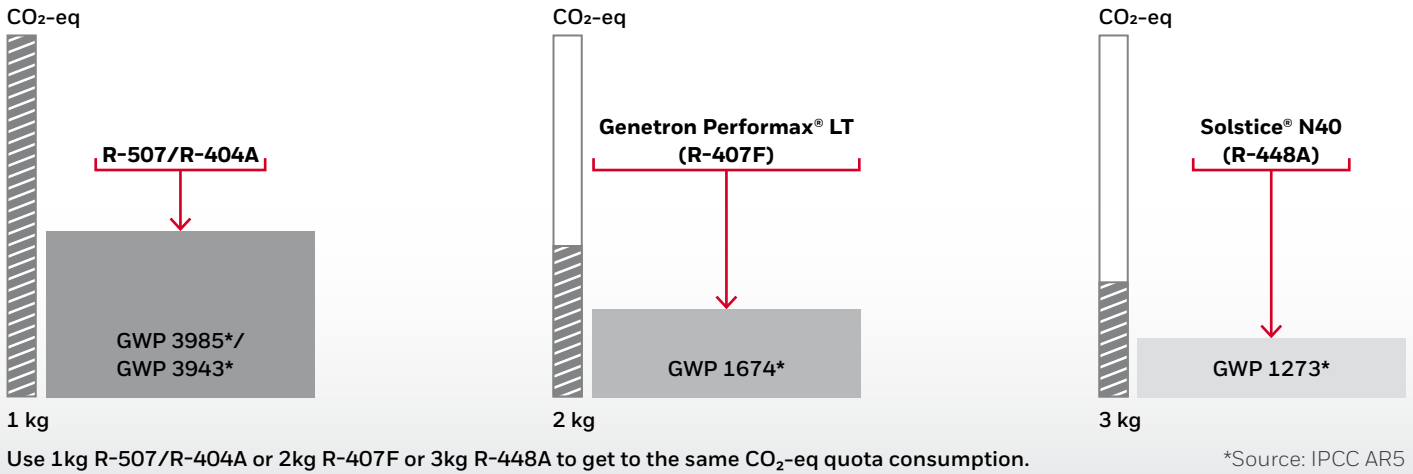 CO₂-eq
R-507/R-404A
GWP 3985*/
GWP 3943*
1 kg
CO₂-eq
Genetron Performax® LT
(R-407F)
GWP 1674*
2 kg
CO₂-eq
Solstice® N40
(R-448A)
GWP 1273*
3 kg
Use 1kg R-507/R-404A or 2kg R-407F or 3kg R-448A to get to the same CO₂-eq quota consumption.
*Source: IPCC AR5